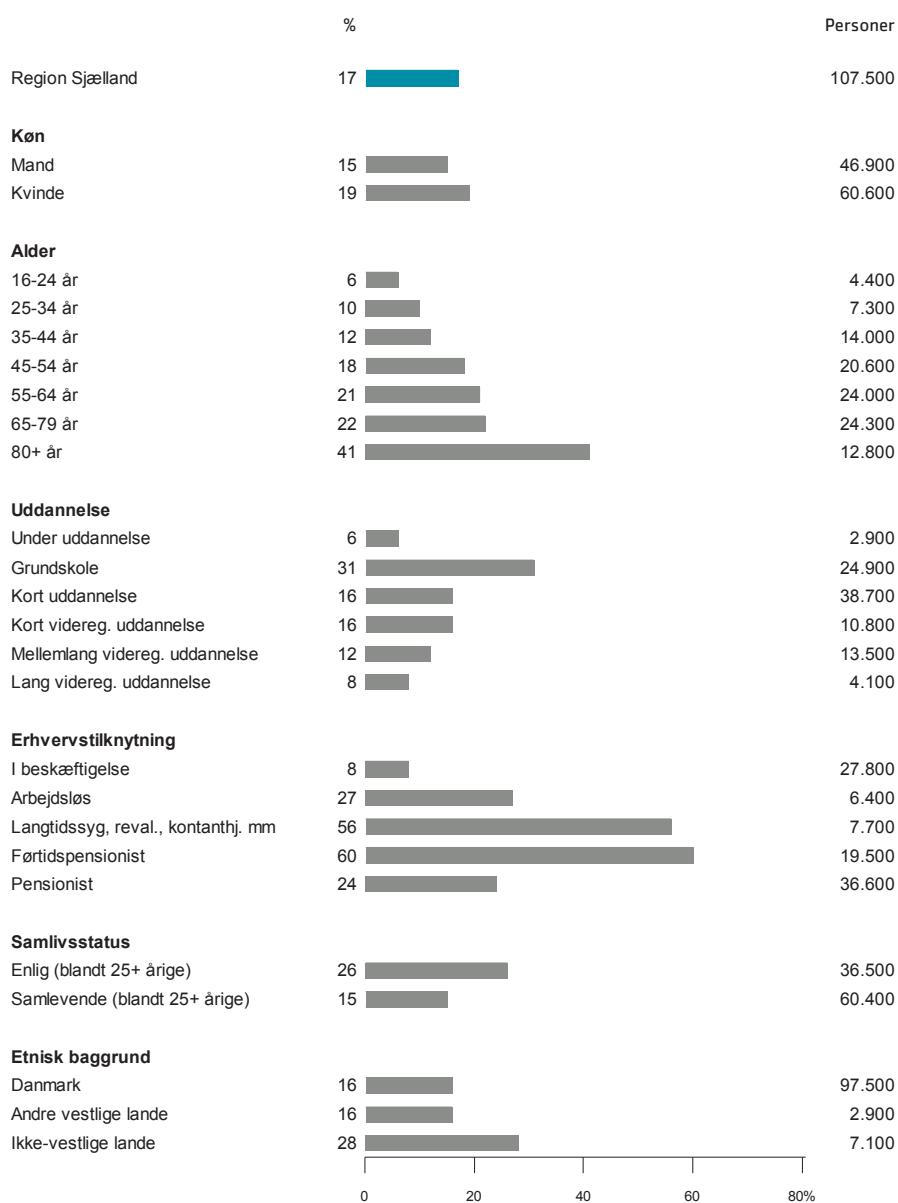 % Personer
Region Sjælland 17 107.500
Køn
Mand 15 46.900
Kvinde 19 60.600
Alder
16-24 år 6 4.400
25-34 år 10 7.300
35-44 år 12 14.000
45-54 år 18 20.600
55-64 år 21 24.000
65-79 år 22 24.300
80+ år 41 12.800
Uddannelse
Under uddannelse 6 2.900
Grundskole 31 24.900
Kort uddannelse 16 38.700
Kort videreg. uddannelse 16 10.800
Mellemlang videreg. uddannelse 12 13.500
Lang videreg. uddannelse 8 4.100
Erhvervstilknytning
I beskæftigelse 8 27.800
Arbejdsløs 27 6.400
Langtidssyg, reval., kontanthj. mm 56 7.700
Førtidspensionist 60 19.500
Pensionist 24 36.600
Samlivsstatus
Enlig (blandt 25+ årige) 26 36.500
Samlevende (blandt 25+ årige) 15 60.400
Etnisk baggrund
Danmark 16 97.500
Andre vestlige lande 16 2.900
Ikke-vestlige lande 28 7.100
0 20 40 60 80%